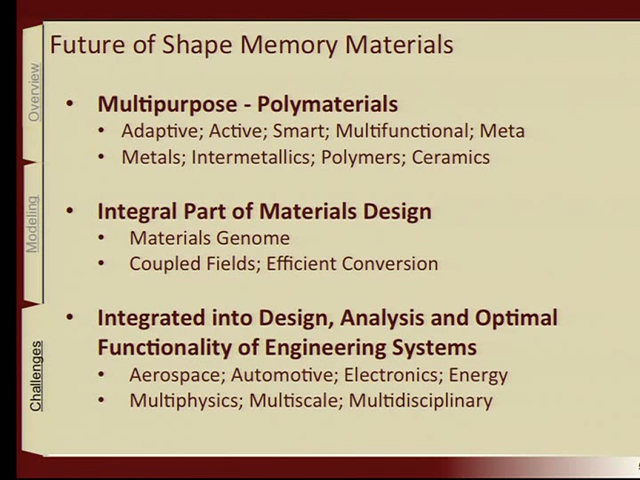 Future of Shape Memory Materials
Overview
Modeling
Challenges
• Multipurpose - Polymaterials
• Adaptive; Active; Smart; Multifunctional; Meta
• Metals; Intermetallics; Polymers; Ceramics
• Integral Part of Materials Design
• Materials Genome
• Coupled Fields; Efficient Conversion
• Integrated into Design, Analysis and Optimal
Functionality of Engineering Systems
• Aerospace; Automotive; Electronics; Energy
• Multiphysics; Multiscale; Multidisciplinary